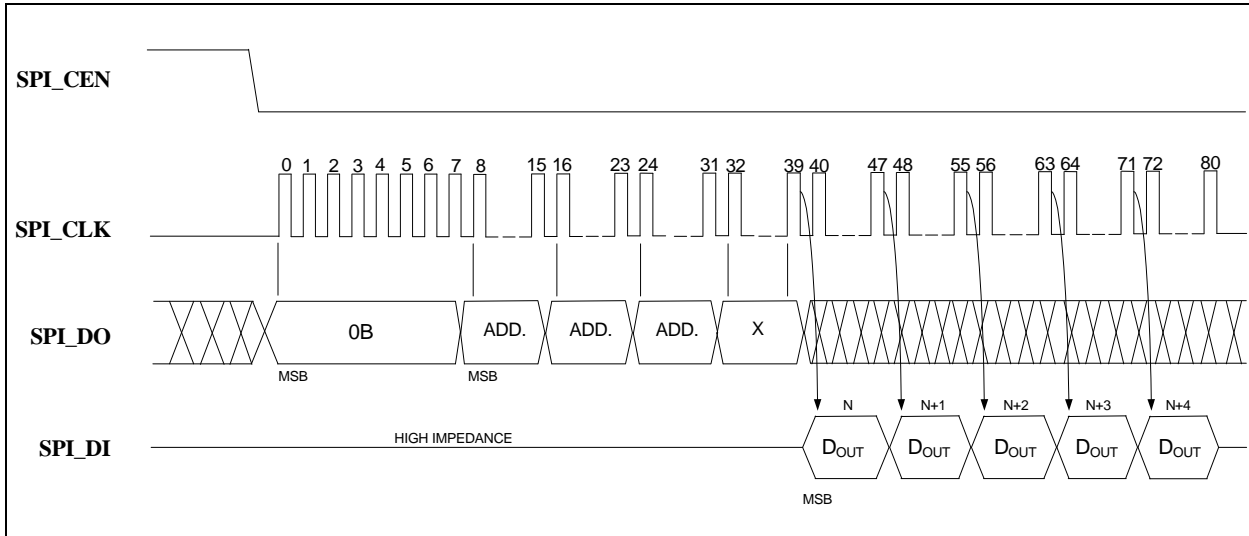 SPI_CEN
0 1 2 3 4 5 6 7 8 15 16 23 24 31 32 39 40 47 48 55 56 63 64 71 72 80
SPI_CLK
SPI_DO
0B ADD. ADD. ADD. X
MSB MSB
N N+1 N+2 N+3 N+4
SPI_DI
HIGH IMPEDANCE
DOUT DOUT DOUT DOUT DOUT
MSB